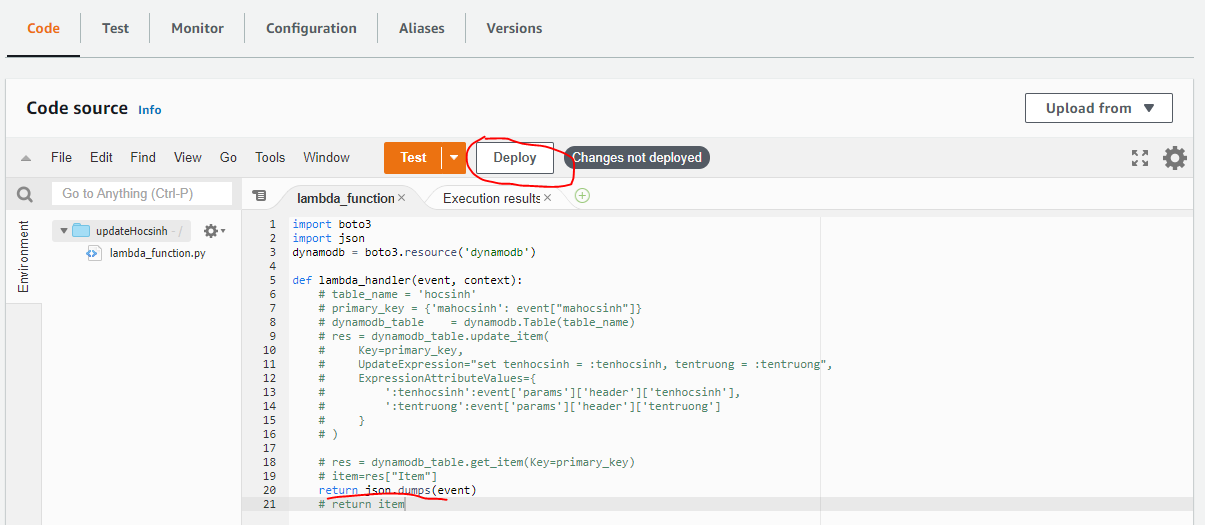 Code Test Monitor Configuration Aliases Versions
Code source Info
Upload from
File Edit Find View Go Tools Window Test Deploy Changes not deployed
Go to Anything (Ctrl-P)
lambda_function × Execution results ×
Environment
updateHocsinh - /
lambda_function.py
1 import boto3
2 import json
3 dynamodb = boto3.resource('dynamodb')
4
5 def lambda_handler(event, context):
6     # table_name = 'hocsinh'
7     # primary_key = {'mahocsinh': event["mahocsinh"]}
8     # dynamodb_table    = dynamodb.Table(table_name)
9     # res = dynamodb_table.update_item(
10     #     Key=primary_key,
11     #     UpdateExpression="set tenhocsinh = :tenhocsinh, tentruong = :tentruong",
12     #     ExpressionAttributeValues={
13     #         ':tenhocsinh':event['params']['header']['tenhocsinh'],
14     #         ':tentruong':event['params']['header']['tentruong']
15     #     }
16     # )
17
18     # res = dynamodb_table.get_item(Key=primary_key)
19     # item=res["Item"]
20     return json.dumps(event)
21     # return item